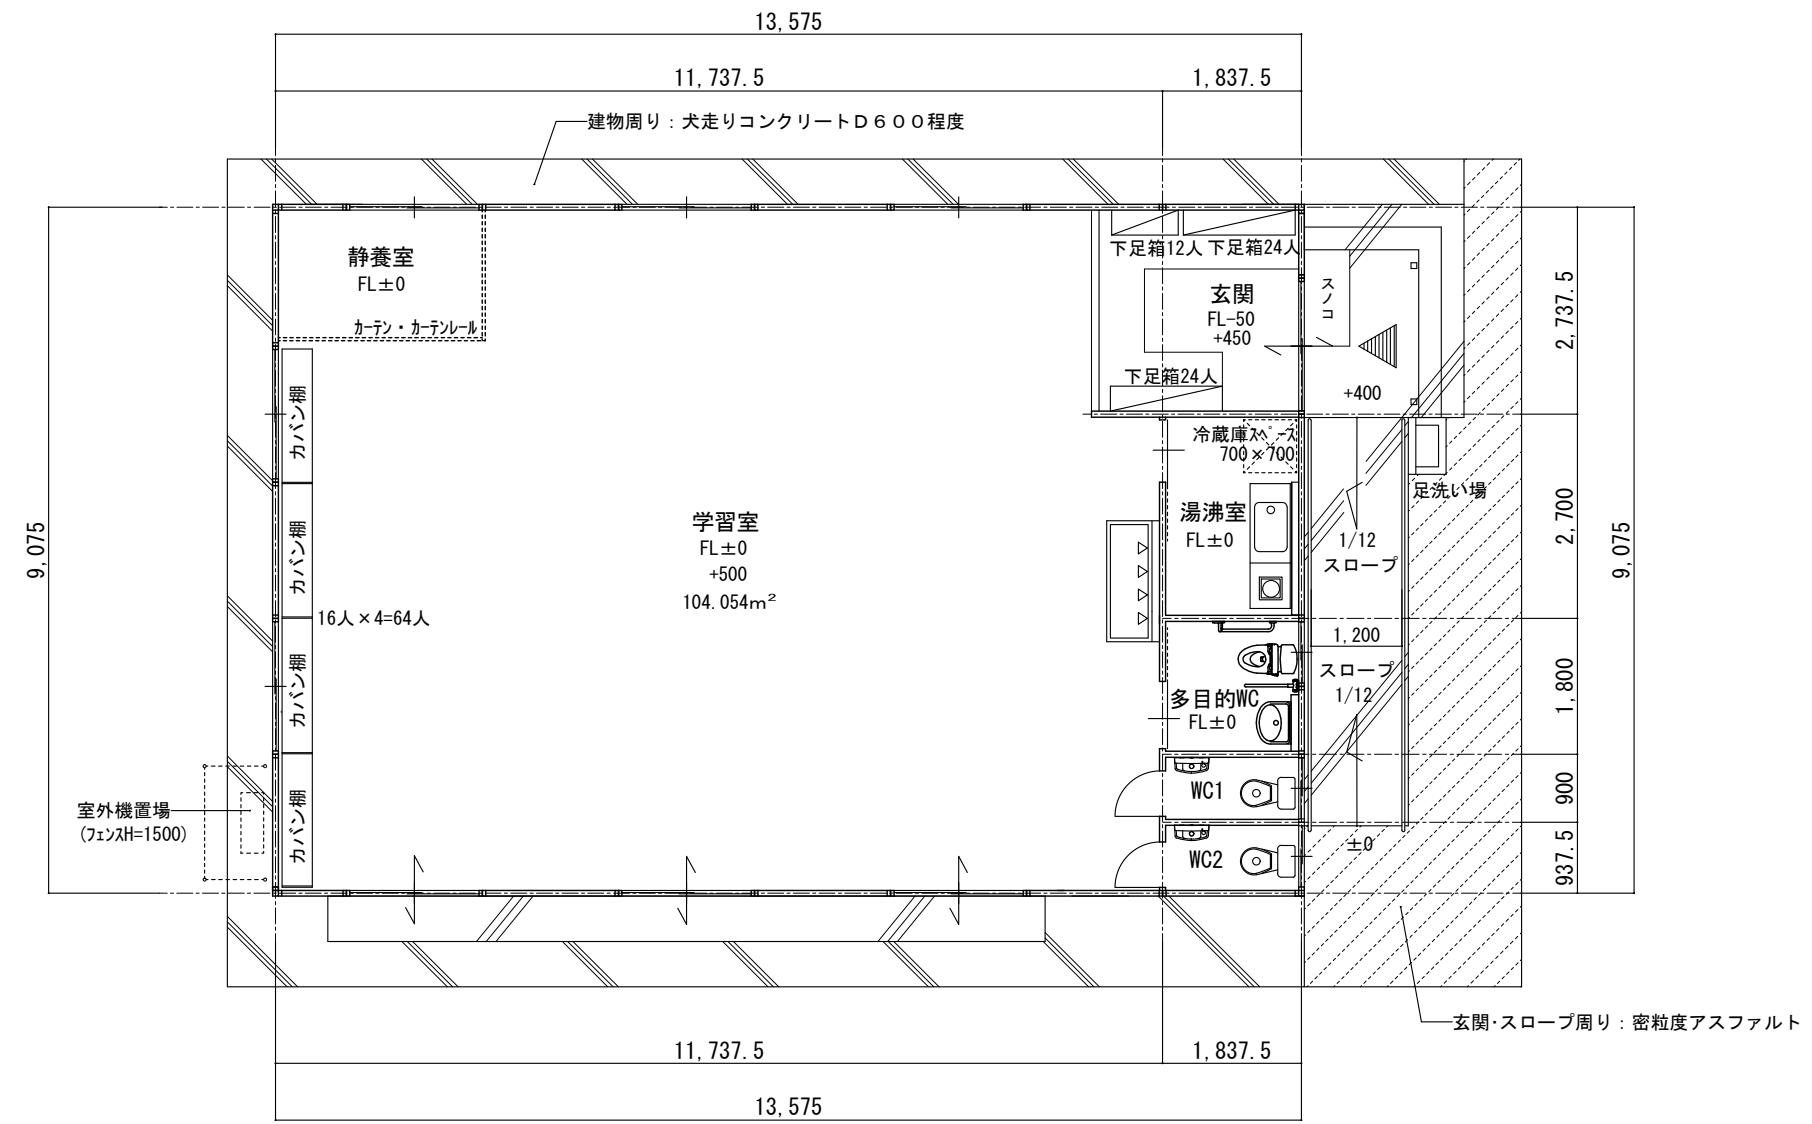 13,575
11,737.5
1,837.5
建物周り：犬走りコンクリートD６００程度
静養室
FL±0
カーテン・カーテンレール
下足箱12人
下足箱24人
玄関
FL-50
+450
スノコ
下足箱24人
+400
2,737.5
カバン棚
冷蔵庫スペース
700×700
足洗い場
9,075
学習室
FL±0
+500
104.054m²
湯沸室
FL±0
1/12
スロープ
2,700
9,075
カバン棚
16人×4=64人
カバン棚
1,200
スロープ
1/12
多目的WC
FL±0
1,800
室外機置場
(フェンスH=1500)
カバン棚
WC1
900
WC2
±0
937.5
玄関･スロープ周り：密粒度アスファルト
11,737.5
1,837.5
13,575